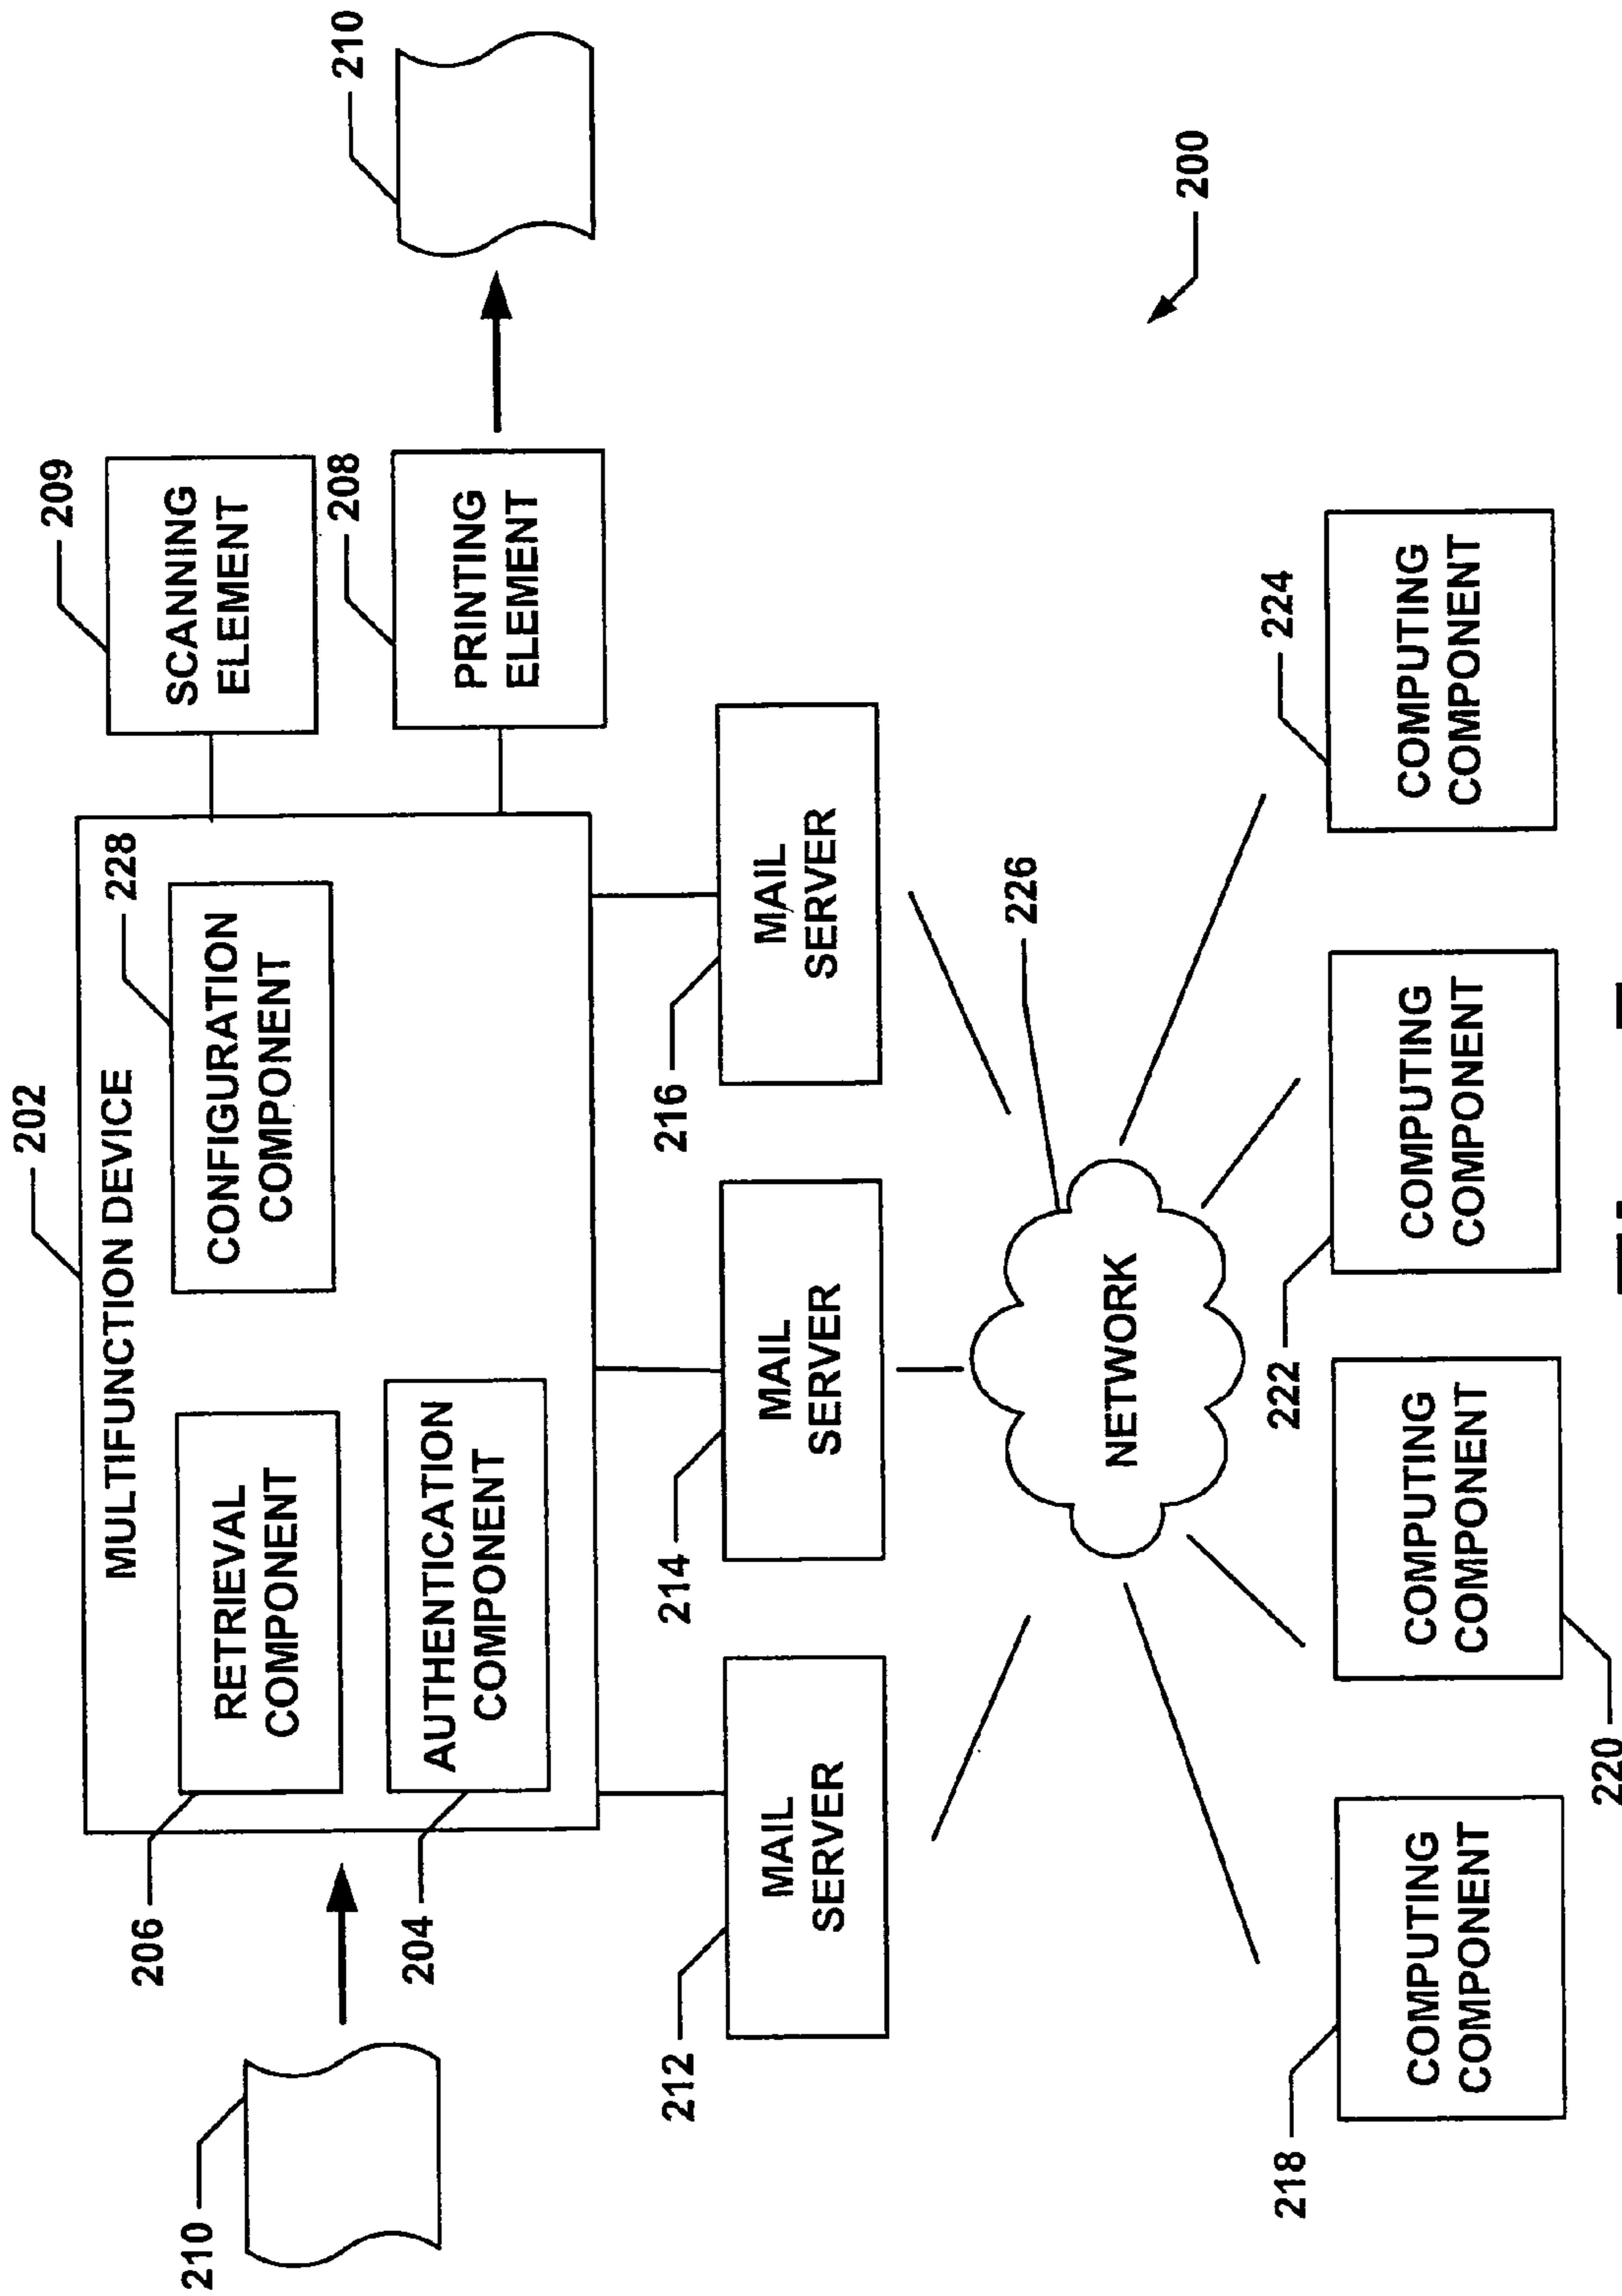 202
MULTIFUNCTION DEVICE
206
RETRIEVAL
COMPONENT
228
CONFIGURATION
COMPONENT
204
AUTHENTICATION
COMPONENT
209
SCANNING
ELEMENT
208
PRINTING
ELEMENT
210
210
212
MAIL
SERVER
214
MAIL
SERVER
216
MAIL
SERVER
226
NETWORK
200
218
COMPUTING
COMPONENT
220
COMPUTING
COMPONENT
222
COMPUTING
COMPONENT
224
COMPUTING
COMPONENT